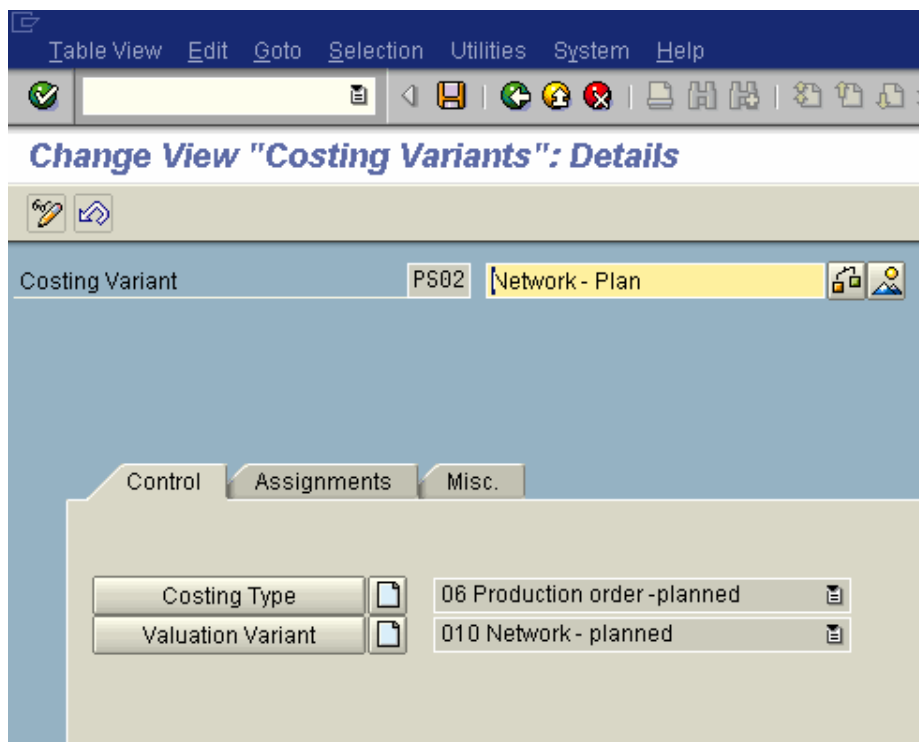 Table View Edit Goto Selection Utilities System Help
Change View "Costing Variants": Details
Costing Variant PS02 Network - Plan
Control Assignments Misc.
Costing Type 06 Production order -planned
Valuation Variant 010 Network - planned